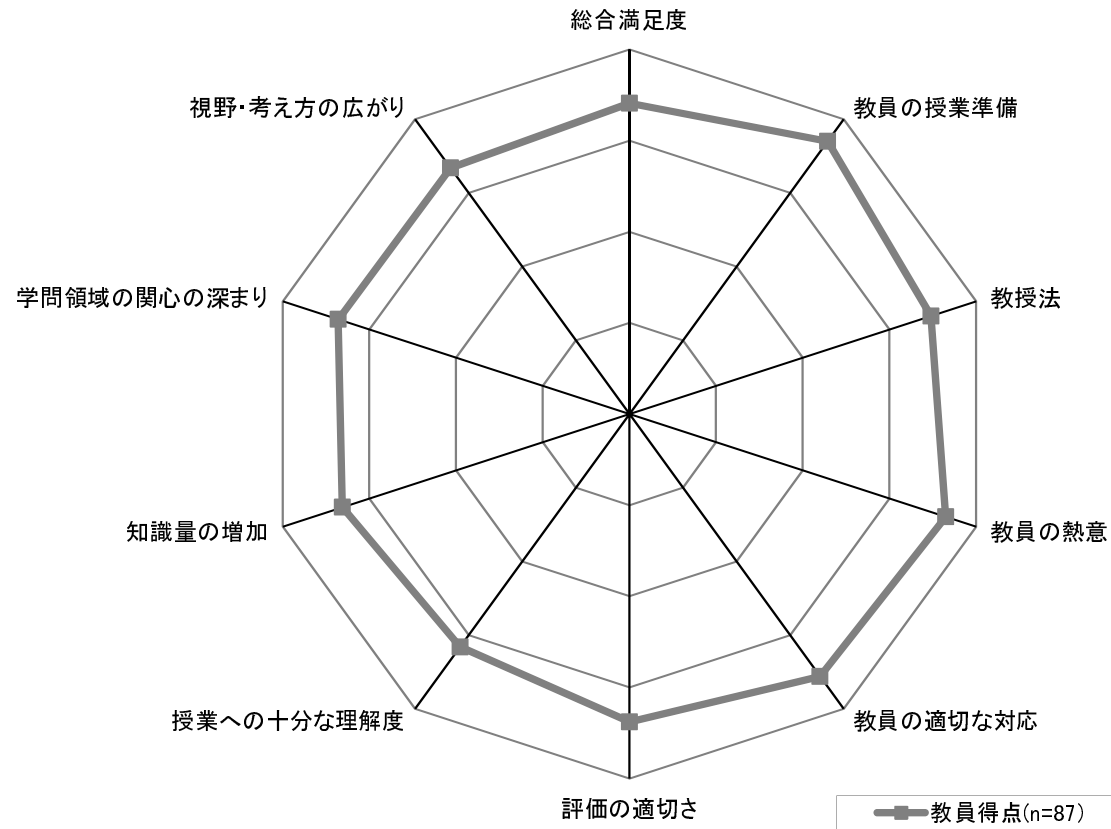 総合満足度
視野・考え方の広がり
教員の授業準備
学問領域の関心の深まり
教授法
知識量の増加
教員の熱意
授業への十分な理解度
教員の適切な対応
評価の適切さ
教員得点(n=87)